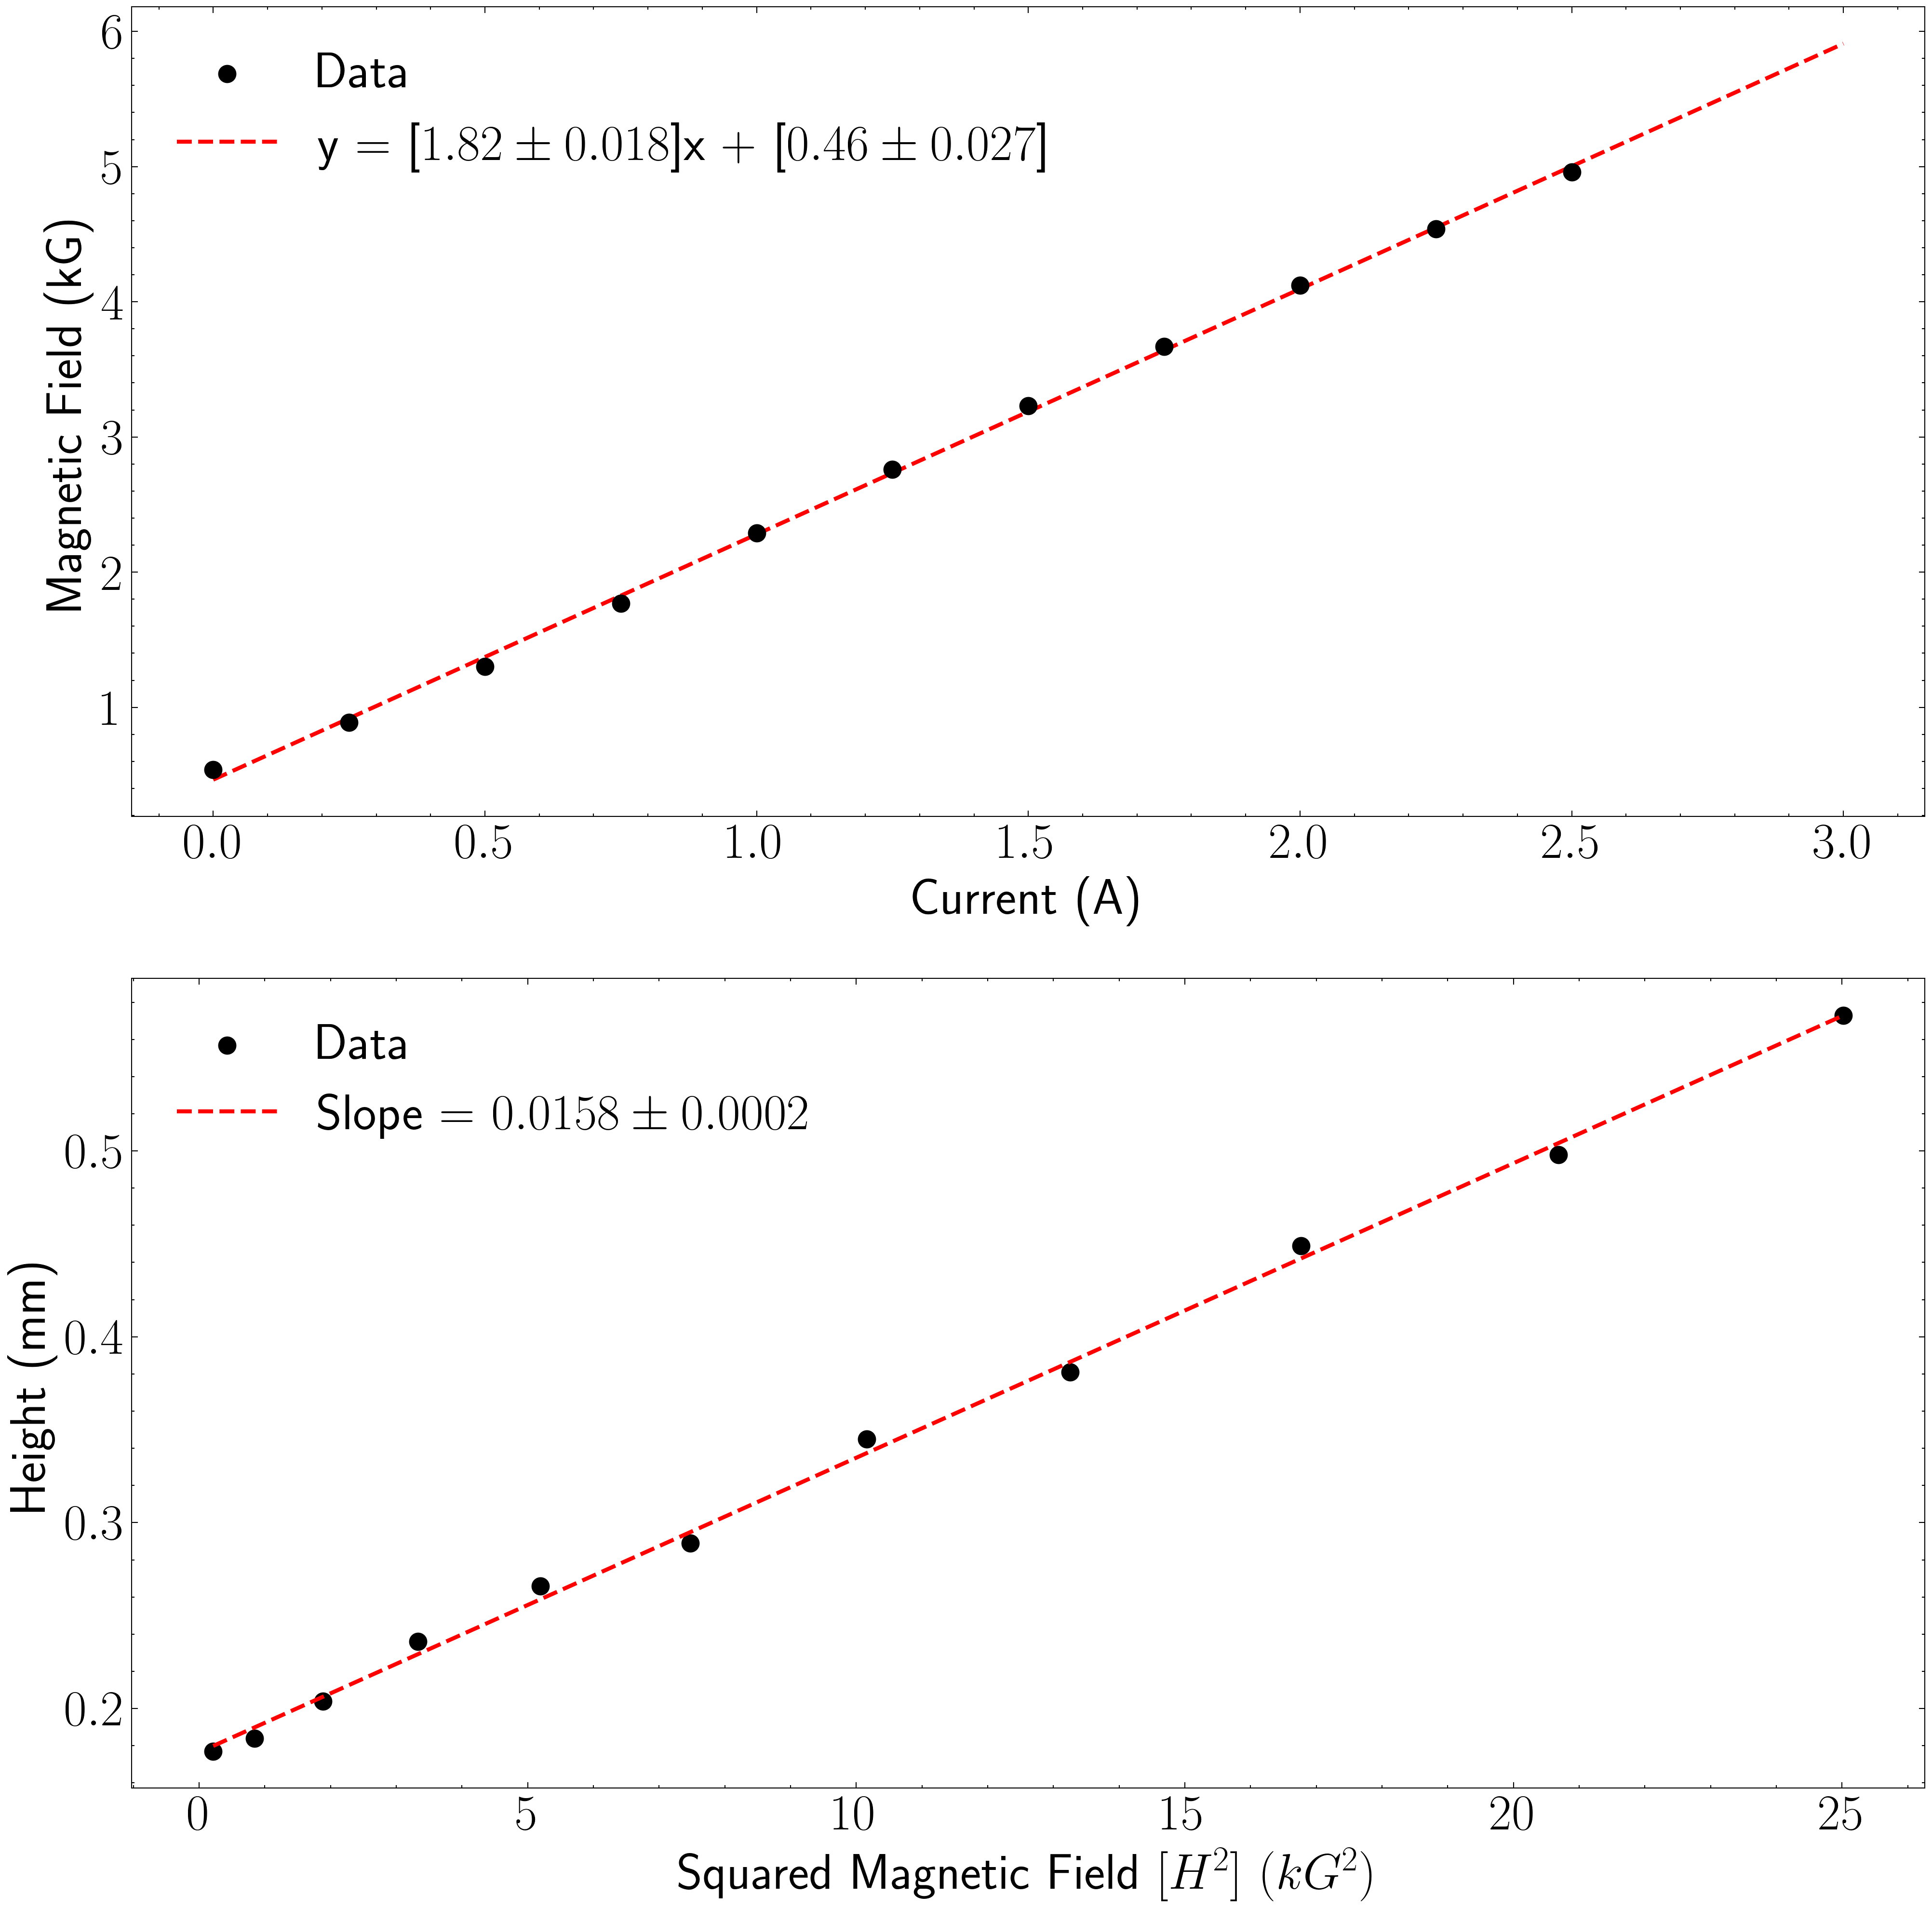 Data
y = [1.82 ± 0.018]x + [0.46 ± 0.027]
Magnetic Field (kG)
6
5
4
3
2
1
0.0 0.5 1.0 1.5 2.0 2.5 3.0
Current (A)
Data
Slope = 0.0158 ± 0.0002
Height (mm)
0.5
0.4
0.3
0.2
0 5 10 15 20 25
Squared Magnetic Field [H²] (kG²)